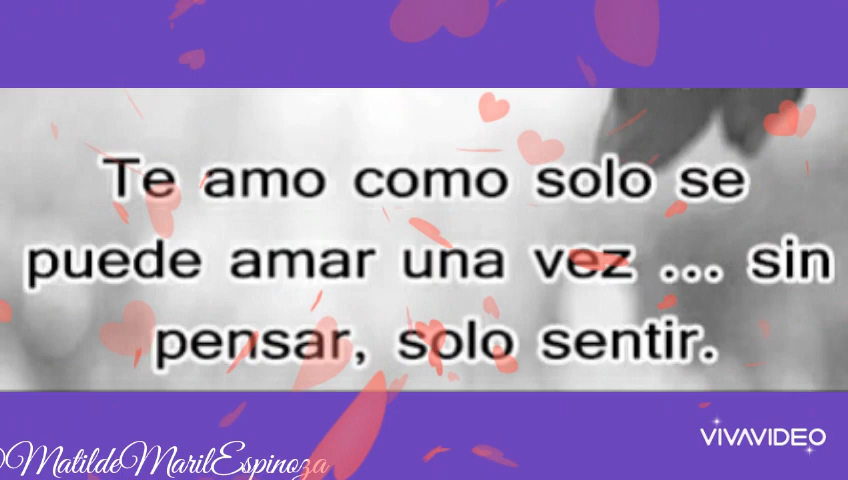 Te amo como solo se
puede amar una vez ... sin
pensar, solo sentir.
VIVAVIDEO
MatildeMarilEspinoza